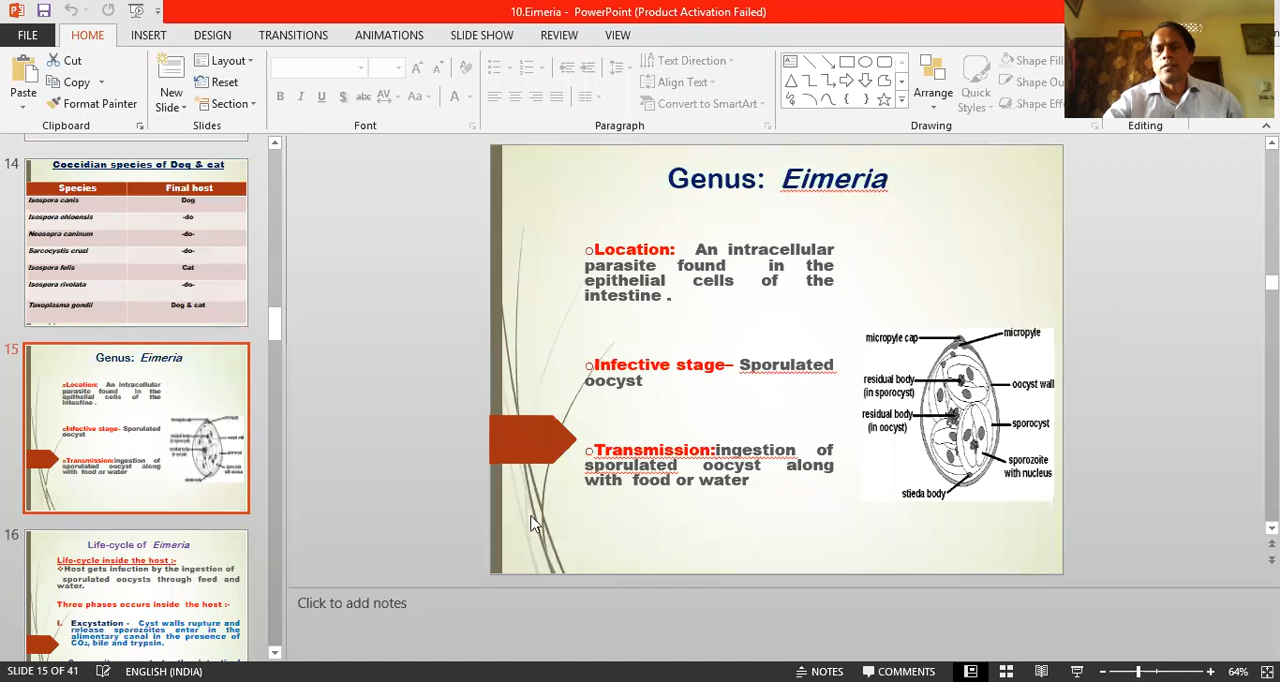 10.Eimeria - PowerPoint (Product Activation Failed)
FILE HOME INSERT DESIGN TRANSITIONS ANIMATIONS SLIDE SHOW REVIEW VIEW
Cut
Copy
Format Painter
Paste
Clipboard
New
Slide
Layout
Reset
Section
Slides
B I U S abc AV Aa A
Font
Text Direction
Align Text
Convert to SmartArt
Paragraph
Arrange
Quick
Styles
Shape Fill
Shape Ou
Shape Effe
Drawing
Editing
14
Coccidian species of Dog & cat
Species Final host
Isospora canis Dog
Isospora ohioensis -do
Neospora caninum -do-
Sarcocystis cruzi -do-
Isospora felis Cat
Isospora rivolata -do-
Toxoplasma gondii Dog & cat
15
Genus: Eimeria
Location: An intracellular
parasite found in the
epithelial cells of the
intestine .
Infective stage- Sporulated
oocyst
Transmission:ingestion of
sporulated oocyst along
with food or water
16
Life-cycle of Eimeria
Life-cycle inside the host :-
Host gets infection by the ingestion of
sporulated oocysts through feed and
water.
Three phases occurs inside the host :-
I. Excystation - Cyst walls rupture and
release sporozoites enter in the
alimentary canal in the presence of
CO₂, bile and trypsin.
Genus: Eimeria
Location: An intracellular
parasite found in the
epithelial cells of the
intestine .
Infective stage– Sporulated
oocyst
Transmission:ingestion of
sporulated oocyst along
with food or water
micropyle cap
micropyle
residual body
(in sporocyst)
oocyst wall
residual body
(in oocyst)
sporocyst
sporozoite
with nucleus
stieda body
Click to add notes
SLIDE 15 OF 41 ENGLISH (INDIA) NOTES COMMENTS 64%